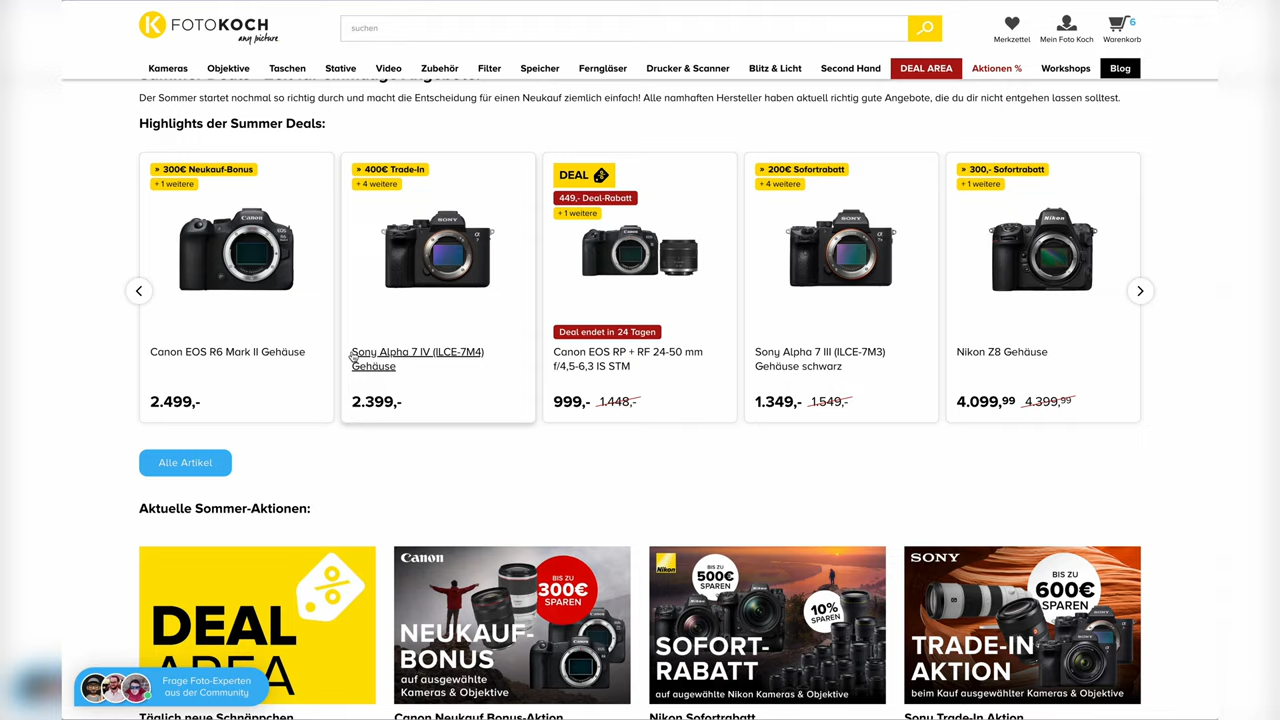 FOTOKOCH
any picture
suchen
6
Merkzettel
Mein Foto Koch
Warenkorb
Kameras
Objektive
Taschen
Stative
Video
Zubehör
Filter
Speicher
Ferngläser
Drucker & Scanner
Blitz & Licht
Second Hand
DEAL AREA
Aktionen %
Workshops
Blog
Der Sommer startet nochmal so richtig durch und macht die Entscheidung für einen Neukauf ziemlich einfach! Alle namhaften Hersteller haben aktuell richtig gute Angebote, die du dir nicht entgehen lassen solltest.
Highlights der Summer Deals:
» 300€ Neukauf-Bonus
+ 1 weitere
Canon
Canon EOS R6 Mark II Gehäuse
2.499,-
» 400€ Trade-In
+ 4 weitere
SONY
Sony Alpha 7 IV (ILCE-7M4)
Gehäuse
2.399,-
DEAL
449,- Deal-Rabatt
+ 1 weitere
Canon
Deal endet in 24 Tagen
Canon EOS RP + RF 24-50 mm
f/4,5-6,3 IS STM
999,- 1.448,-
» 200€ Sofortrabatt
+ 4 weitere
SONY
Sony Alpha 7 III (ILCE-7M3)
Gehäuse schwarz
1.349,- 1.549,-
» 300,- Sofortrabatt
+ 1 weitere
Nikon
Nikon Z8 Gehäuse
4.099,99 4.399,99
Alle Artikel
Aktuelle Sommer-Aktionen:
%
DEAL
AREA
Canon
BIS ZU
300€
SPAREN
NEUKAUF-
BONUS
auf ausgewählte
Kameras & Objektive
Nikon
BIS ZU
500€
SPAREN
10%
SPAREN
SOFORT-
RABATT
auf ausgewählte Nikon Kameras & Objektive
SONY
BIS ZU
600€
SPAREN
TRADE-IN
AKTION
beim Kauf ausgewählter Kameras & Objektive
Frage Foto-Experten
aus der Community
Täglich neue Schnäppchen
Canon Neukauf Bonus-Aktion
Nikon Sofortrabatt
Sony Trade-In Aktion